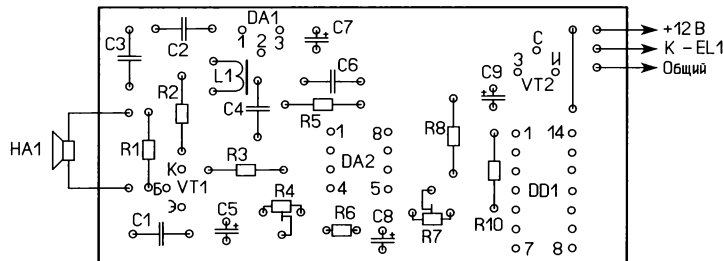 DA1
C7
+12 В
C3
C2
1
2
3
С
К – EL1
З
И
Общий
L1
C6
C9
VT2
R2
C4
R5
R8
1
8
1
14
HA1
R1
DA2
R3
К
Б
VT1
4
5
DD1
R4
Э
C1
C5
R6
C8
R7
R10
7
8